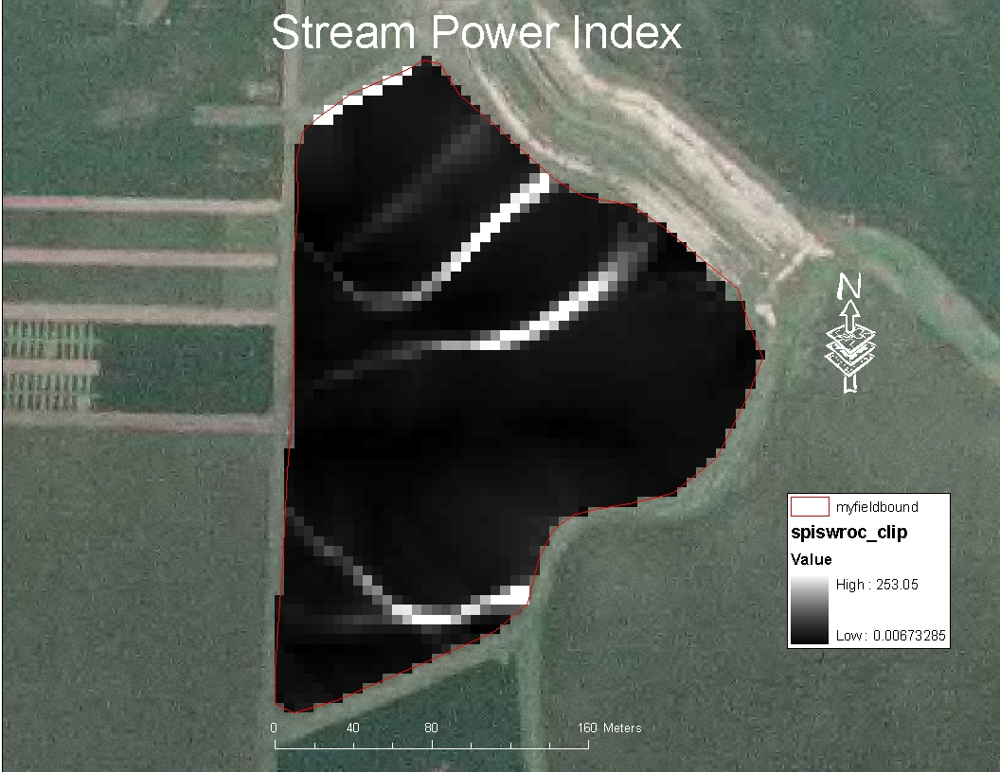 Stream Power Index
N
myfieldbound
spiswroc_clip
Value
High : 253.05
Low : 0.00673285
0 40 80 160 Meters